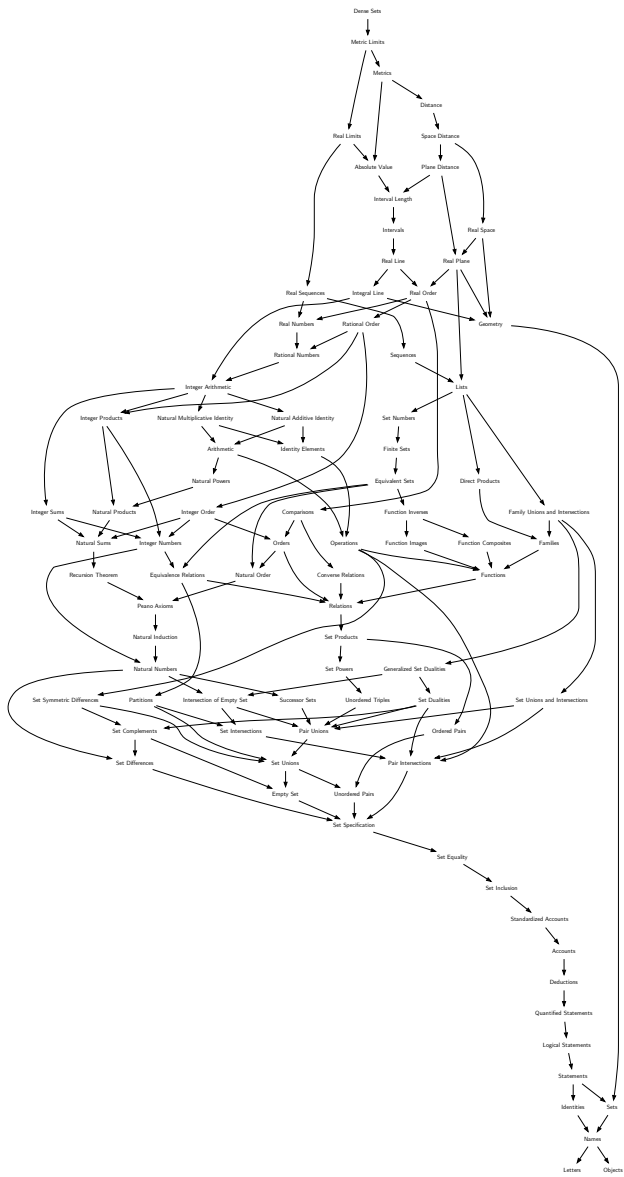 Dense Sets
Metric Limits
Metrics
Distance
Real Limits
Space Distance
Absolute Value
Plane Distance
Interval Length
Intervals
Real Space
Real Line
Real Plane
Real Sequences
Integral Line
Real Order
Real Numbers
Rational Order
Geometry
Rational Numbers
Sequences
Integer Arithmetic
Lists
Integer Products
Natural Multiplicative Identity
Natural Additive Identity
Set Numbers
Arithmetic
Identity Elements
Finite Sets
Natural Powers
Equivalent Sets
Direct Products
Integer Sums
Natural Products
Integer Order
Comparisons
Function Inverses
Family Unions and Intersections
Natural Sums
Integer Numbers
Orders
Operations
Function Images
Function Composites
Families
Recursion Theorem
Equivalence Relations
Natural Order
Converse Relations
Functions
Peano Axioms
Relations
Natural Induction
Set Products
Natural Numbers
Set Powers
Generalized Set Dualities
Set Symmetric Differences
Partitions
Intersection of Empty Set
Successor Sets
Unordered Triples
Set Dualities
Set Unions and Intersections
Set Complements
Set Intersections
Pair Unions
Ordered Pairs
Set Differences
Set Unions
Pair Intersections
Empty Set
Unordered Pairs
Set Specification
Set Equality
Set Inclusion
Standardized Accounts
Accounts
Deductions
Quantified Statements
Logical Statements
Statements
Identities
Sets
Names
Letters
Objects